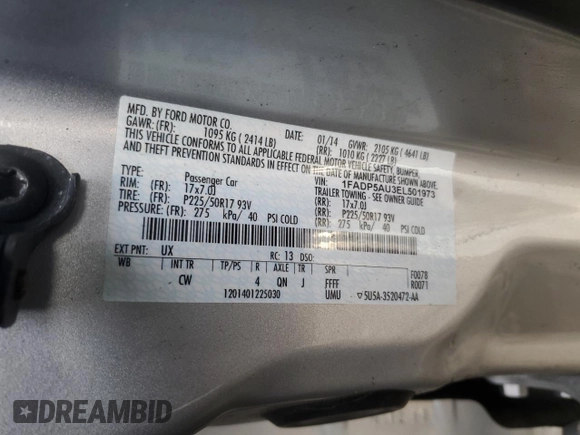 MFD. BY FORD MOTOR CO.
DATE: 01/14 GVWR: 2105 KG ( 4641 LB)
GAWR: (FR): 1095 KG ( 2414 LB) (RR): 1010 KG ( 2227 LB)
THIS VEHICLE CONFORMS TO ALL APPLICABLE FEDERAL MOTOR VEHICLE SAFETY, BUMPER,
AND THEFT PREVENTION STANDARDS IN EFFECT ON THE DATE OF MANUFACTURE SHOWN ABOVE.
VIN: 1FADP5AU3EL501973
TYPE: Passenger Car TRAILER TOWING - SEE OWNER GUIDE
RIM: (FR): 17x7.0J (RR): 17x7.0J
TIRE: (FR): P225/50R17 93V (RR): P225/50R17 93V
PRESSURE: (FR): 275 kPa/ 40 PSI COLD (RR): 275 kPa/ 40 PSI COLD
EXT PNT: UX RC: 13 DSO:
WB INT TR TP/PS R AXLE TR SPR F0078
R0071
CW 4 QN J FFFF
1201401225030 UMU ▽5U5A-3520472-AA
DREAMBID